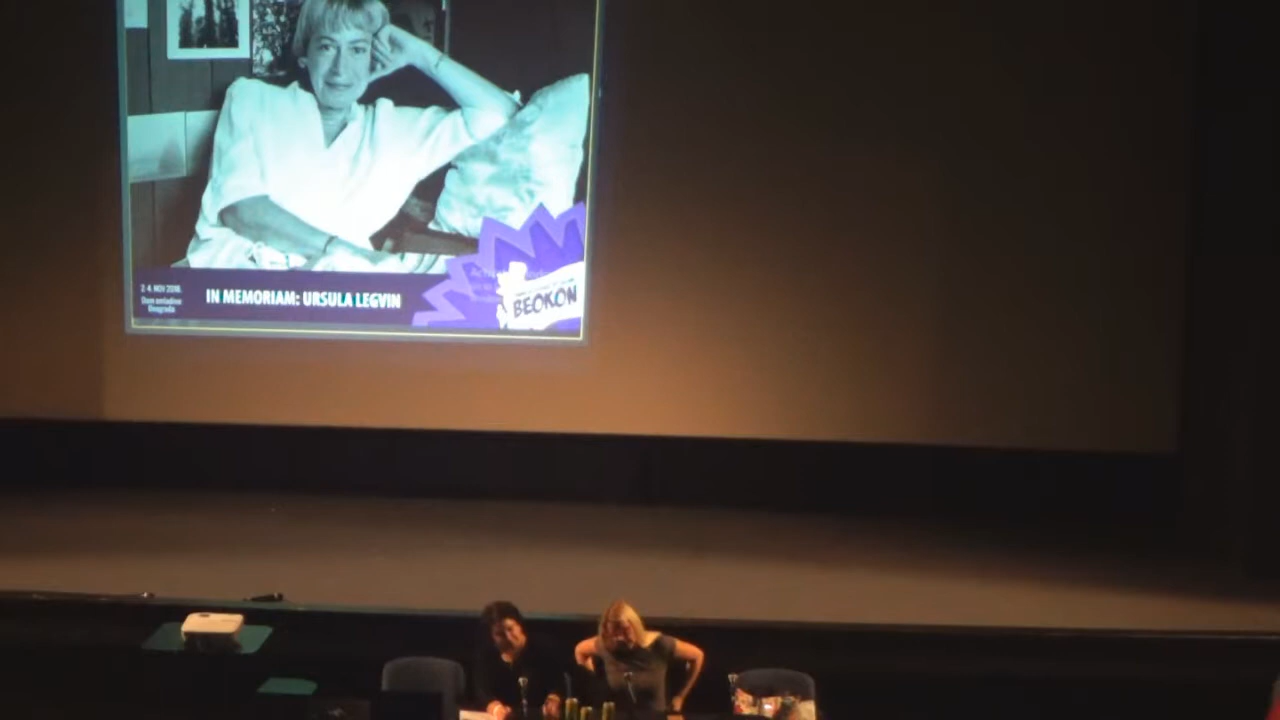 2-4. NOV 2018.
Dom omladine
Beograda
IN MEMORIAM: URSULA LEGVIN
BEOKON